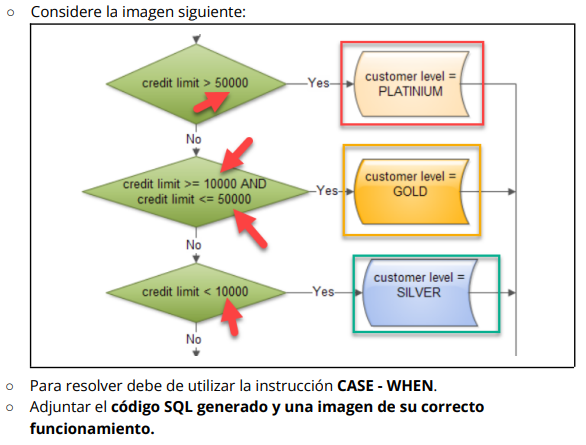 Considere la imagen siguiente:
credit limit > 50000
Yes
customer level =
PLATINIUM
No
credit limit >= 10000 AND
credit limit <= 50000
Yes
customer level =
GOLD
No
credit limit < 10000
Yes
customer level =
SILVER
No
Para resolver debe de utilizar la instrucción CASE - WHEN.
Adjuntar el código SQL generado y una imagen de su correcto
funcionamiento.